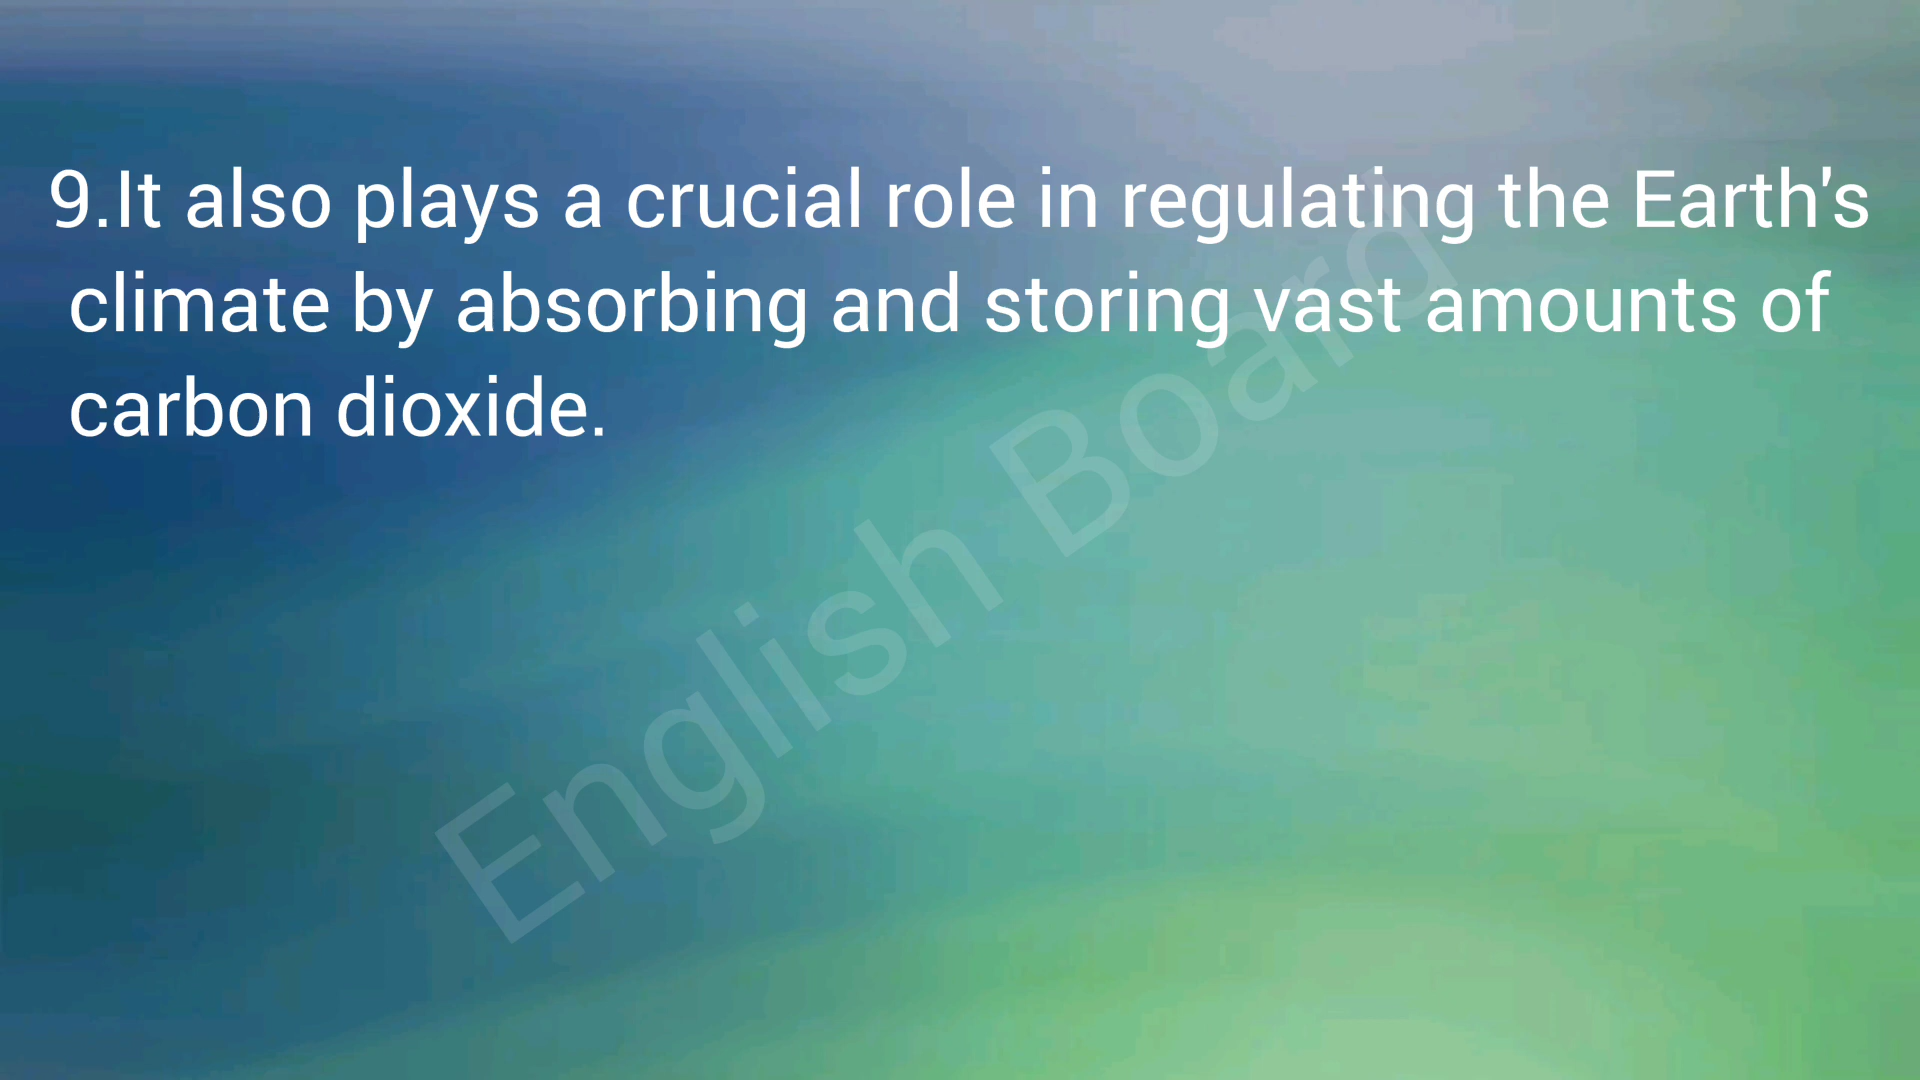 9.It also plays a crucial role in regulating the Earth's
climate by absorbing and storing vast amounts of
carbon dioxide.
English Board